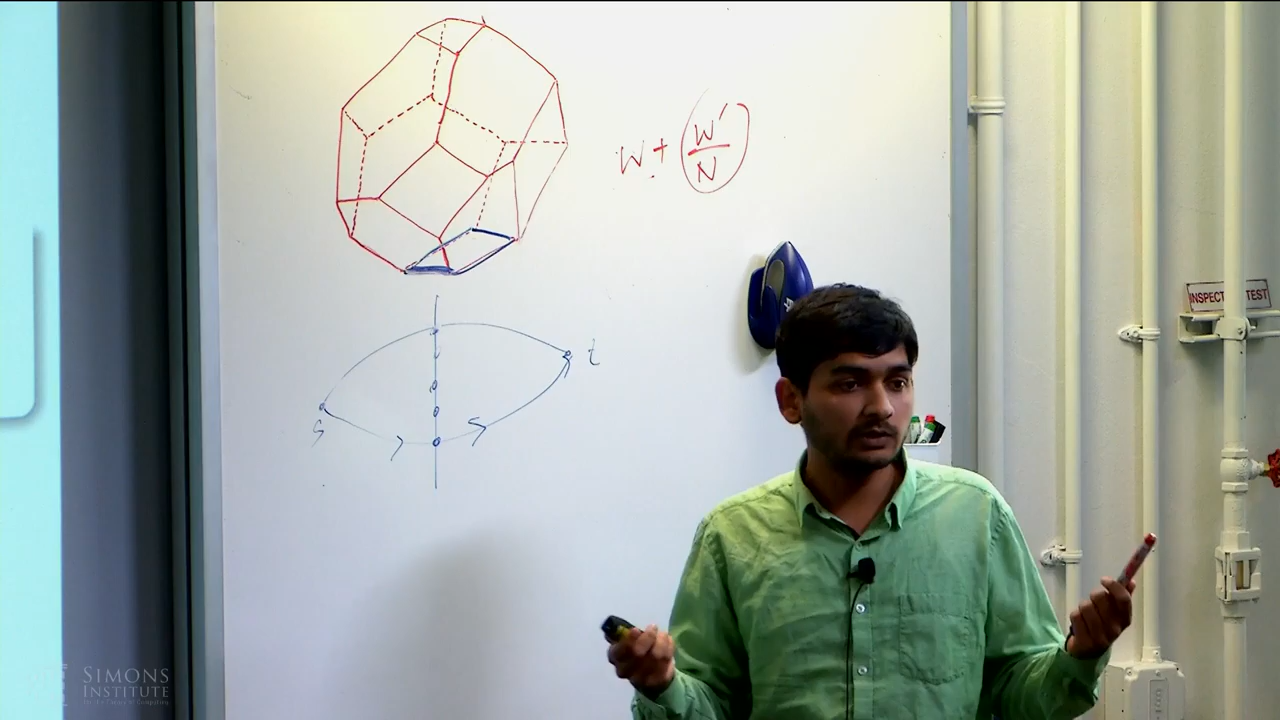 W + W'
N
t
S
INSPECT TEST
SIMONS
INSTITUTE